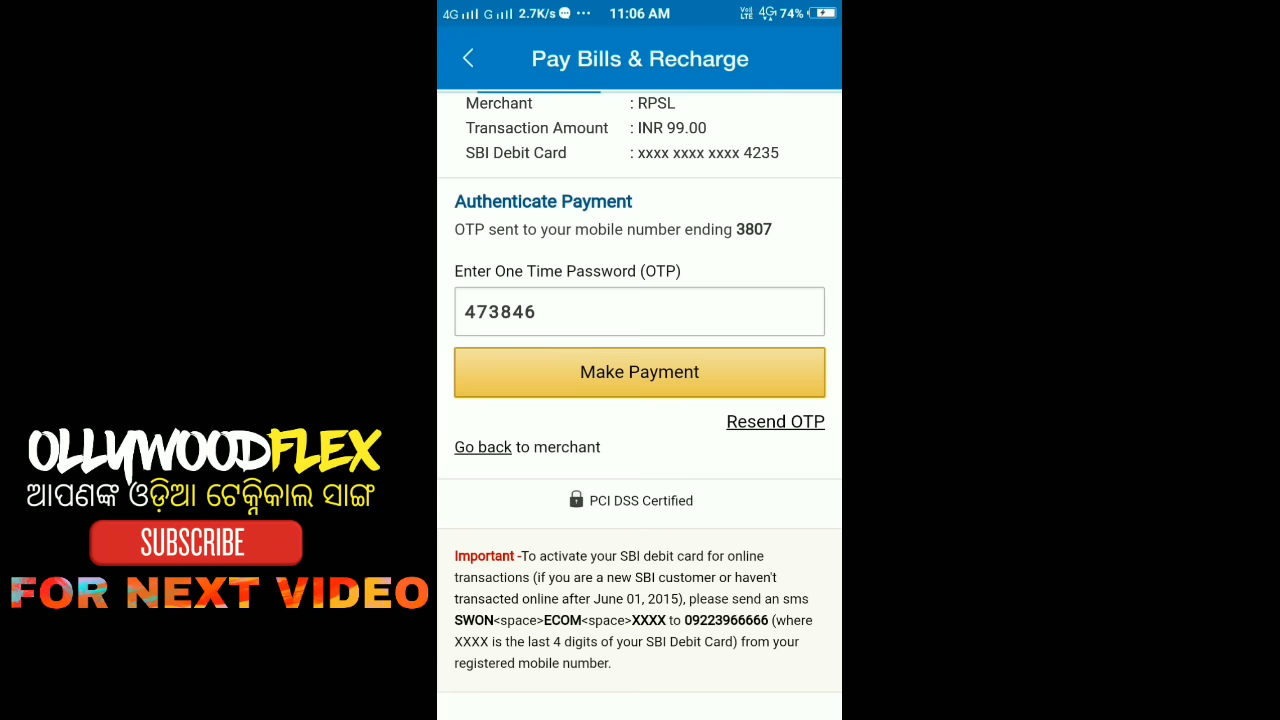 4G G 2.7K/s 11:06 AM VoLTE 4G 74%
Pay Bills & Recharge
Merchant : RPSL
Transaction Amount : INR 99.00
SBI Debit Card : xxxx xxxx xxxx 4235
Authenticate Payment
OTP sent to your mobile number ending 3807
Enter One Time Password (OTP)
473846
Make Payment
Resend OTP
Go back to merchant
PCI DSS Certified
Important -To activate your SBI debit card for online
transactions (if you are a new SBI customer or haven't
transacted online after June 01, 2015), please send an sms
SWON<space>ECOM<space>XXXX to 09223966666 (where
XXXX is the last 4 digits of your SBI Debit Card) from your
registered mobile number.
OLLYWOODFLEX
ଆପଣଙ୍କ ଓଡ଼ିଆ ଟେକ୍ନିକାଲ ସାଙ୍ଗ
SUBSCRIBE
FOR NEXT VIDEO